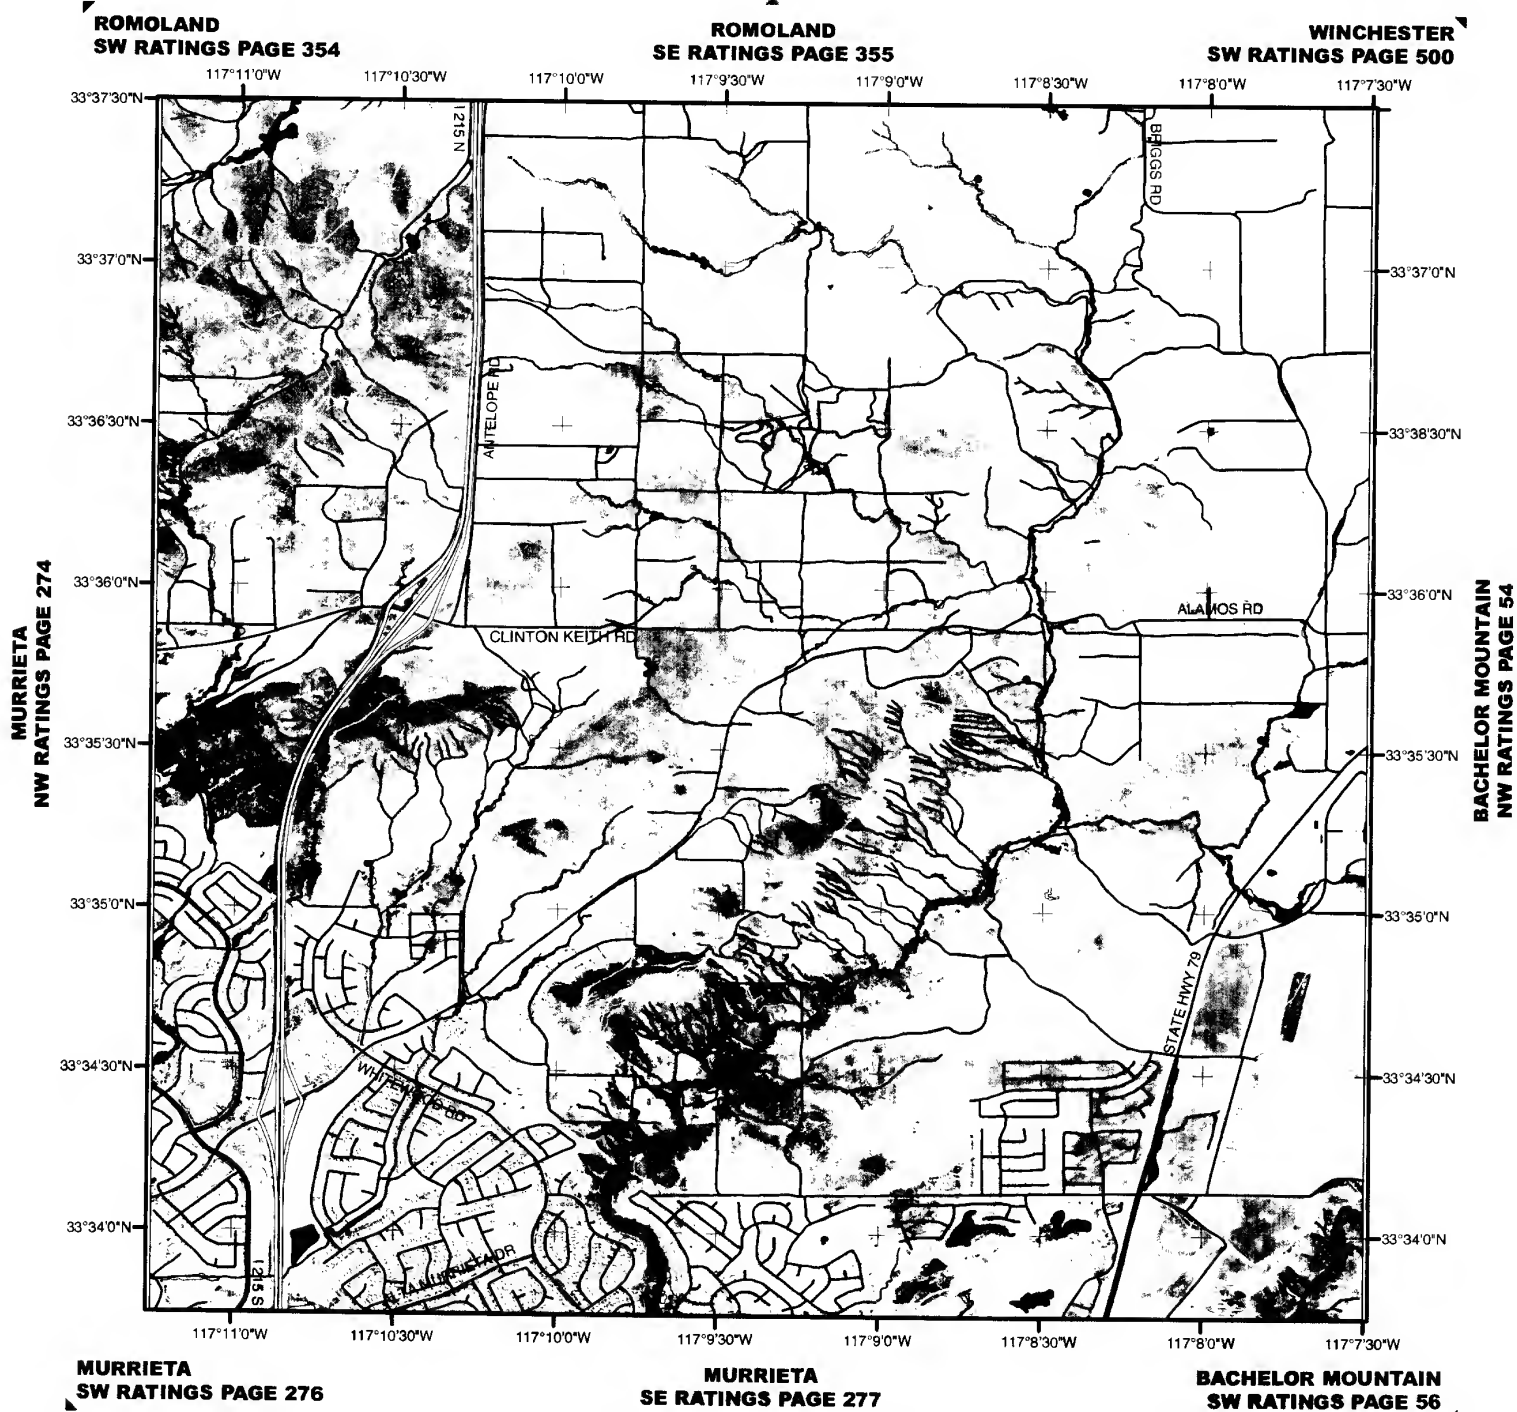 ROMOLAND
SW RATINGS PAGE 354
ROMOLAND
SE RATINGS PAGE 355
WINCHESTER
SW RATINGS PAGE 500
117°11'0"W
117°10'30"W
117°10'0"W
117°9'30"W
117°9'0"W
117°8'30"W
117°8'0"W
117°7'30"W
33°37'30"N
I 215 N
BRIGGS RD
33°37'0"N
33°37'0"N
ANTELOPE RD
33°36'30"N
33°38'30"N
33°36'0"N
33°36'0"N
ALAMOS RD
CLINTON KEITH RD
MURRIETA
NW RATINGS PAGE 274
BACHELOR MOUNTAIN
NW RATINGS PAGE 54
33°35'30"N
33°35'30"N
33°35'0"N
33°35'0"N
STATE HWY 79
33°34'30"N
33°34'30"N
33°34'0"N
33°34'0"N
MURRIETA DR
I 215 S
117°11'0"W
117°10'30"W
117°10'0"W
117°9'30"W
117°9'0"W
117°8'30"W
117°8'0"W
117°7'30"W
MURRIETA
SW RATINGS PAGE 276
MURRIETA
SE RATINGS PAGE 277
BACHELOR MOUNTAIN
SW RATINGS PAGE 56